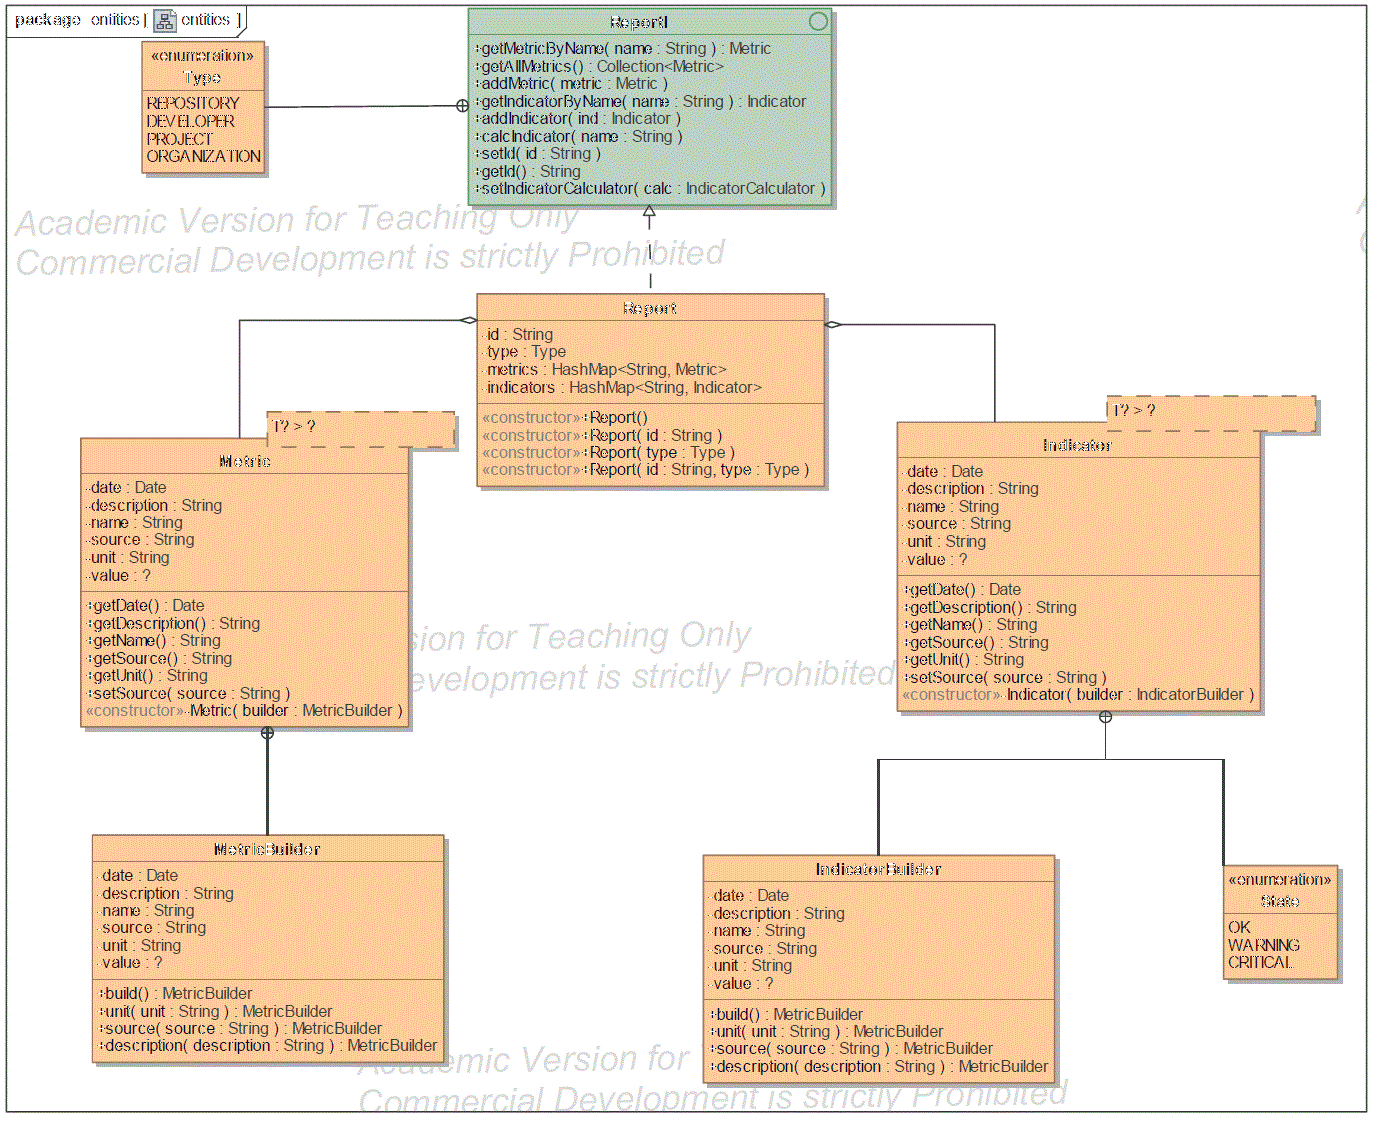 package entities [ entities ]
«enumeration»
Type
REPOSITORY
DEVELOPER
PROJECT
ORGANIZATION
ReportI
+getMetricByName( name : String ) : Metric
+getAllMetrics() : Collection<Metric>
+addMetric( metric : Metric )
+getIndicatorByName( name : String ) : Indicator
+addIndicator( ind : Indicator )
+calcIndicator( name : String )
+setId( id : String )
+getId() : String
+setIndicatorCalculator( calc : IndicatorCalculator )
Academic Version for Teaching Only
Commercial Development is strictly Prohibited
Report
-id : String
-type : Type
-metrics : HashMap<String, Metric>
-indicators : HashMap<String, Indicator>
«constructor»+Report()
«constructor»+Report( id : String )
«constructor»+Report( type : Type )
«constructor»+Report( id : String, type : Type )
T? > ?
Metric
-date : Date
-description : String
-name : String
-source : String
-unit : String
-value : ?
+getDate() : Date
+getDescription() : String
+getName() : String
+getSource() : String
+getUnit() : String
+setSource( source : String )
«constructor»-Metric( builder : MetricBuilder )
T? > ?
Indicator
-date : Date
-description : String
-name : String
-source : String
-unit : String
-value : ?
+getDate() : Date
+getDescription() : String
+getName() : String
+getSource() : String
+getUnit() : String
+setSource( source : String )
«constructor»-Indicator( builder : IndicatorBuilder )
sion for Teaching Only
evelopment is strictly Prohibited
MetricBuilder
-date : Date
-description : String
-name : String
-source : String
-unit : String
-value : ?
+build() : MetricBuilder
+unit( unit : String ) : MetricBuilder
+source( source : String ) : MetricBuilder
+description( description : String ) : MetricBuilder
IndicatorBuilder
-date : Date
-description : String
-name : String
-source : String
-unit : String
-value : ?
+build() : MetricBuilder
+unit( unit : String ) : MetricBuilder
+source( source : String ) : MetricBuilder
+description( description : String ) : MetricBuilder
«enumeration»
State
OK
WARNING
CRITICAL
Academic Version for
Commercial Development is strictly Prohibited